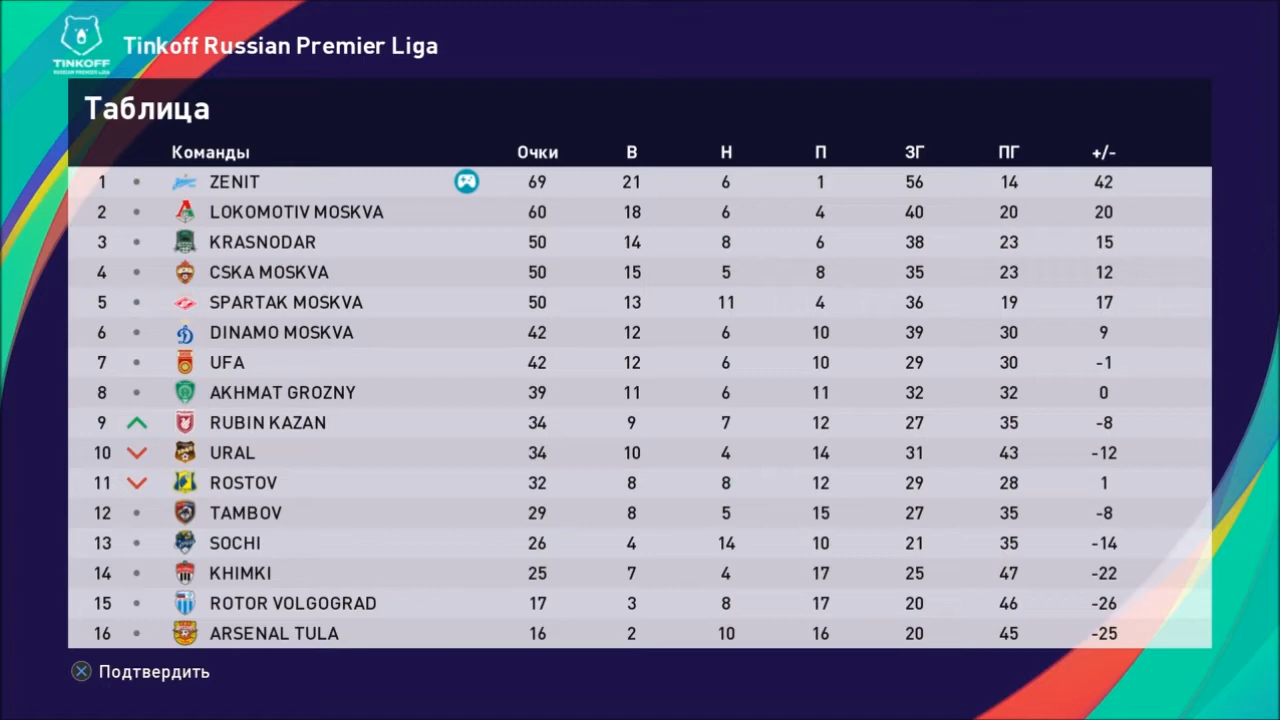 TINKOFF
RUSSIAN PREMIER LIGA
Tinkoff Russian Premier Liga
Таблица
Команды Очки В Н П ЗГ ПГ +/-
1 ZENIT 69 21 6 1 56 14 42
2 LOKOMOTIV MOSKVA 60 18 6 4 40 20 20
3 KRASNODAR 50 14 8 6 38 23 15
4 CSKA MOSKVA 50 15 5 8 35 23 12
5 SPARTAK MOSKVA 50 13 11 4 36 19 17
6 DINAMO MOSKVA 42 12 6 10 39 30 9
7 UFA 42 12 6 10 29 30 -1
8 AKHMAT GROZNY 39 11 6 11 32 32 0
9 RUBIN KAZAN 34 9 7 12 27 35 -8
10 URAL 34 10 4 14 31 43 -12
11 ROSTOV 32 8 8 12 29 28 1
12 TAMBOV 29 8 5 15 27 35 -8
13 SOCHI 26 4 14 10 21 35 -14
14 KHIMKI 25 7 4 17 25 47 -22
15 ROTOR VOLGOGRAD 17 3 8 17 20 46 -26
16 ARSENAL TULA 16 2 10 16 20 45 -25
Подтвердить